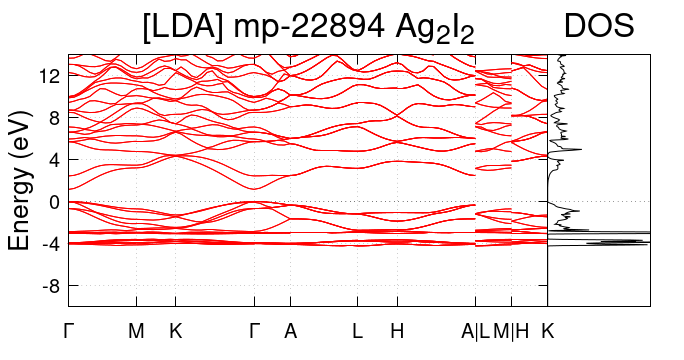 [LDA] mp-22894 Ag2I2 DOS
Energy (eV)
12
8
4
0
-4
-8
Γ M K Γ A L H A|L M|H K